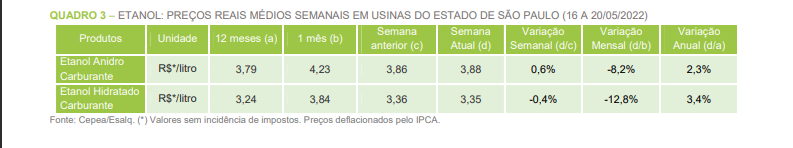 QUADRO 3 – ETANOL: PREÇOS REAIS MÉDIOS SEMANAIS EM USINAS DO ESTADO DE SÃO PAULO (16 A 20/05/2022)
Produtos Unidade 12 meses (a) 1 mês (b) Semana anterior (c) Semana Atual (d) Variação Semanal (d/c) Variação Mensal (d/b) Variação Anual (d/a)
Etanol Anidro Carburante R$*/litro 3,79 4,23 3,86 3,88 0,6% -8,2% 2,3%
Etanol Hidratado Carburante R$*/litro 3,24 3,84 3,36 3,35 -0,4% -12,8% 3,4%
Fonte: Cepea/Esalq. (*) Valores sem incidência de impostos. Preços deflacionados pelo IPCA.